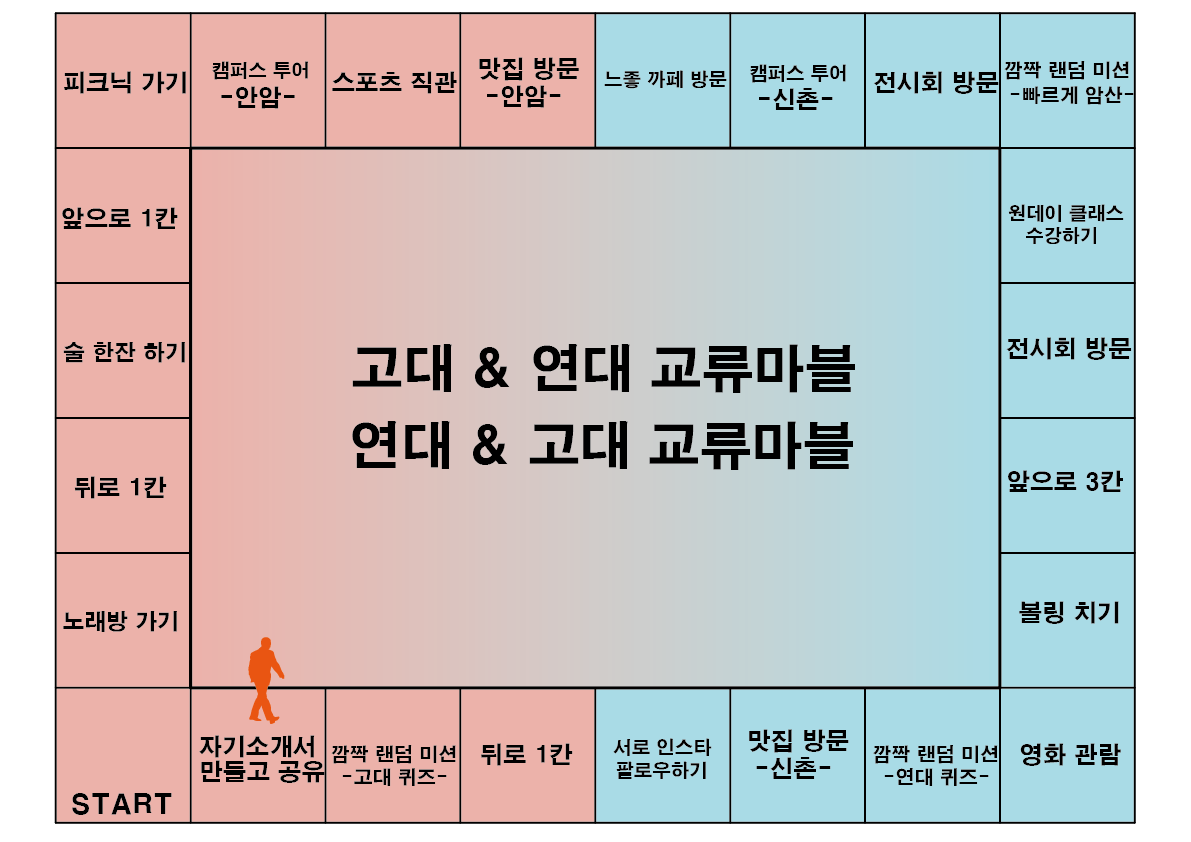 피크닉 가기
캠퍼스 투어
-안암-
스포츠 직관
맛집 방문
-안암-
느좋 까페 방문
캠퍼스 투어
-신촌-
전시회 방문
깜짝 랜덤 미션
-빠르게 암산-
앞으로 1칸
원데이 클래스
수강하기
술 한잔 하기
전시회 방문
고대 & 연대 교류마블
연대 & 고대 교류마블
뒤로 1칸
앞으로 3칸
노래방 가기
볼링 치기
START
자기소개서
만들고 공유
깜짝 랜덤 미션
-고대 퀴즈-
뒤로 1칸
서로 인스타
팔로우하기
맛집 방문
-신촌-
깜짝 랜덤 미션
-연대 퀴즈-
영화 관람